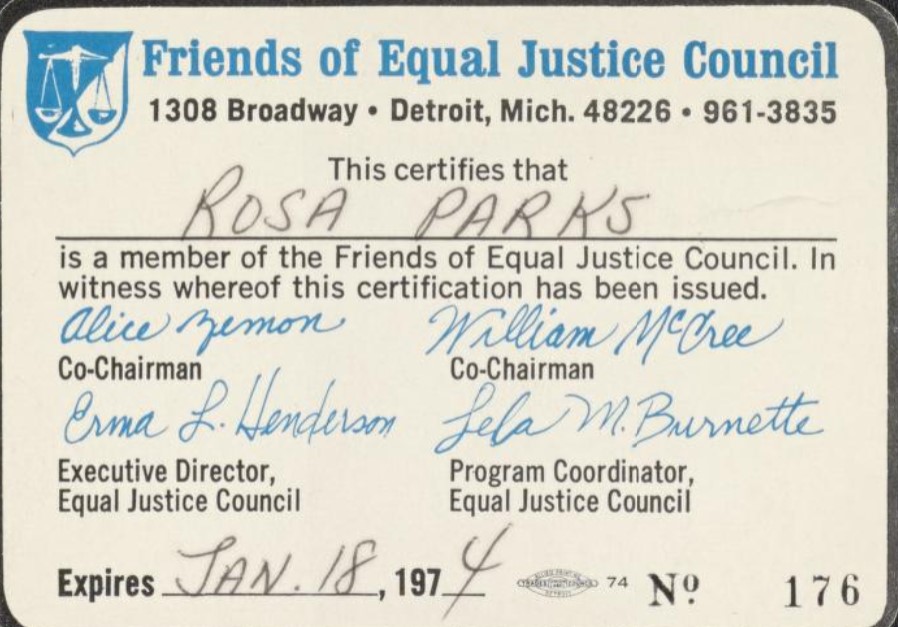 Friends of Equal Justice Council
1308 Broadway • Detroit, Mich. 48226 • 961-3835
This certifies that
ROSA PARKS
is a member of the Friends of Equal Justice Council. In
witness whereof this certification has been issued.
Alice Zemon William McCree
Co-Chairman Co-Chairman
Erma L. Henderson Lela M. Burnette
Executive Director, Program Coordinator,
Equal Justice Council Equal Justice Council
Expires JAN. 18, 1974 74 Nº 176